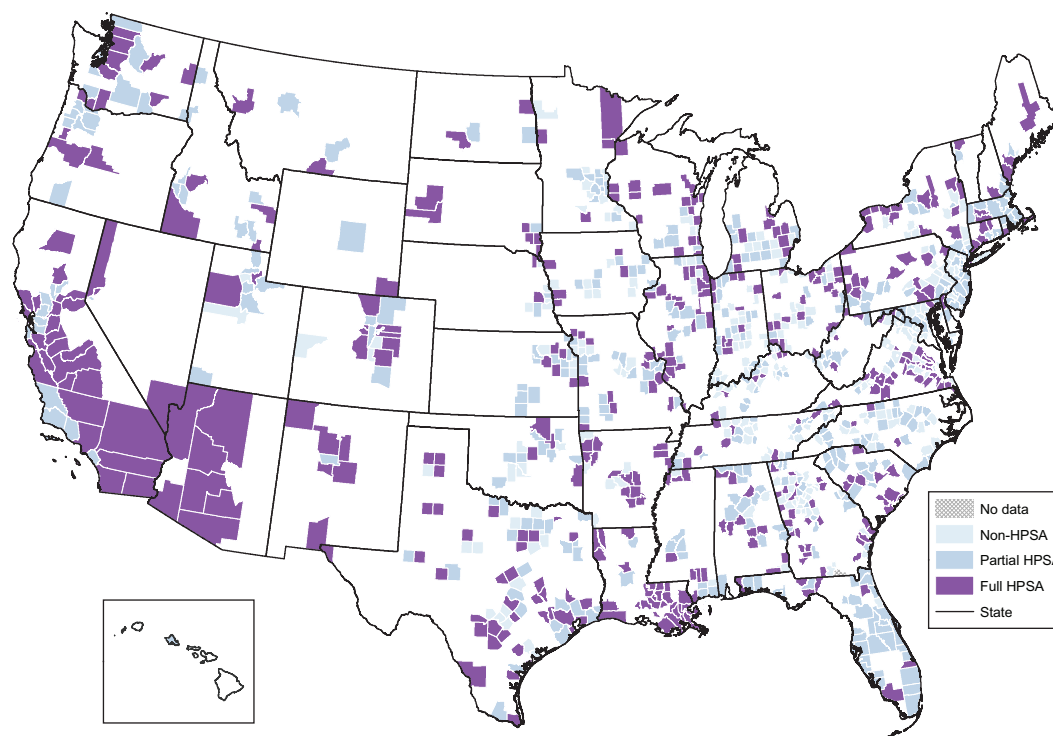 No data
Non-HPSA
Partial HPSA
Full HPSA
State